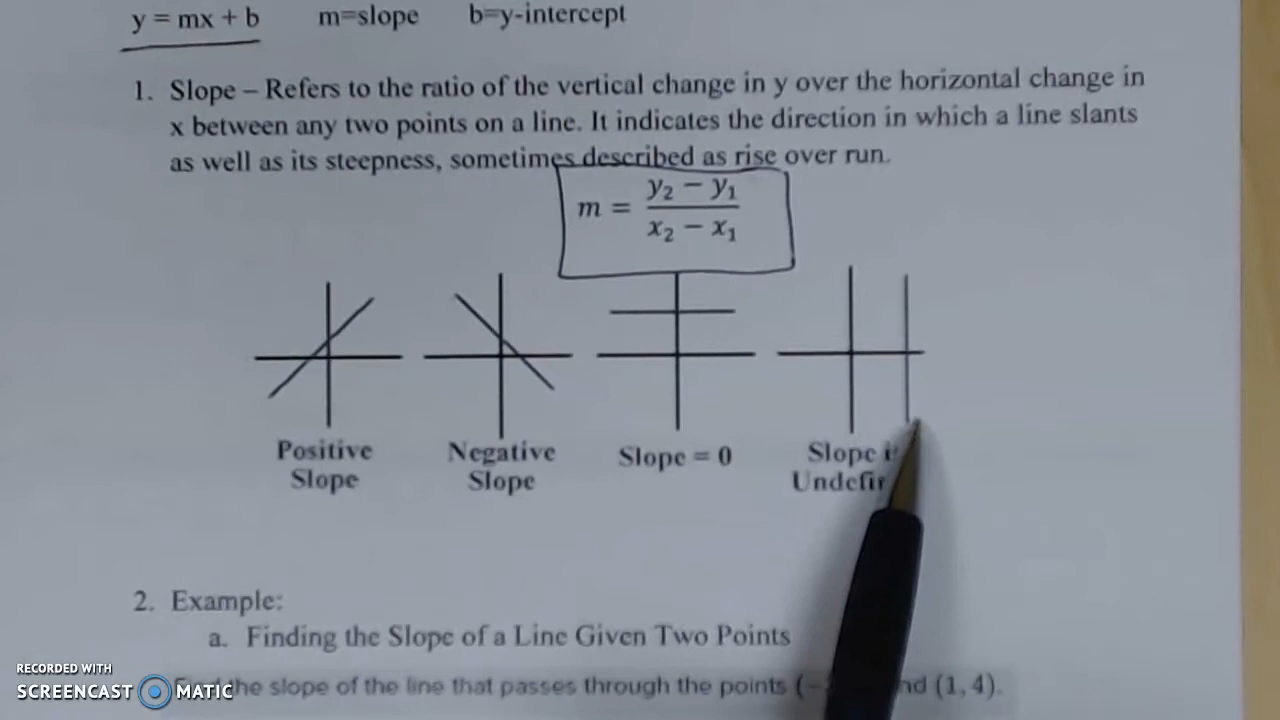 y = mx + b m=slope b=y-intercept
1. Slope – Refers to the ratio of the vertical change in y over the horizontal change in
x between any two points on a line. It indicates the direction in which a line slants
as well as its steepness, sometimes described as rise over run.
m = (y₂ − y₁)/(x₂ − x₁)
Positive Slope
Negative Slope
Slope = 0
Slope
2. Example:
a. Finding the Slope of a Line Given Two Points
the slope of the line that passes through the points (1, 4).
RECORDED WITH
SCREENCAST MATIC